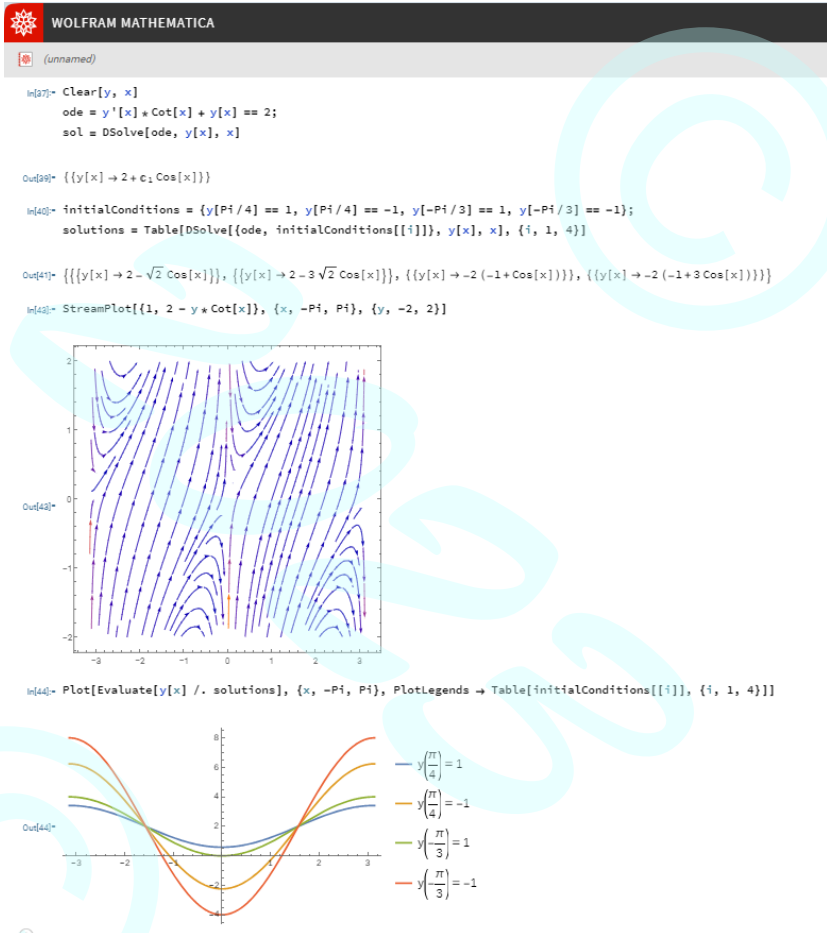 WOLFRAM MATHEMATICA
(unnamed)
In[37]:= Clear[y, x]
ode = y'[x] * Cot[x] + y[x] == 2;
sol = DSolve[ode, y[x], x]
Out[39]= {{y[x] → 2 + c₁ Cos[x]}}
In[40]:= initialConditions = {y[Pi/4] == 1, y[Pi/4] == -1, y[-Pi/3] == 1, y[-Pi/3] == -1};
solutions = Table[DSolve[{ode, initialConditions[[i]]}, y[x], x], {i, 1, 4}]
Out[41]= {{{y[x] → 2 - √2 Cos[x]}}, {{y[x] → 2 - 3 √2 Cos[x]}}, {{y[x] → -2 (-1 + Cos[x])}}, {{y[x] → -2 (-1 + 3 Cos[x])}}}
In[43]:= StreamPlot[{1, 2 - y * Cot[x]}, {x, -Pi, Pi}, {y, -2, 2}]
2
1
Out[43]= 0
-1
-2
-3 -2 -1 0 1 2 3
In[44]:= Plot[Evaluate[y[x] /. solutions], {x, -Pi, Pi}, PlotLegends → Table[initialConditions[[i]], {i, 1, 4}]]
8
6
4
2
Out[44]=
-3 -2 -1 1 2 3
-2
-4
y(π/4) = 1
y(π/4) = -1
y(-π/3) = 1
y(-π/3) = -1